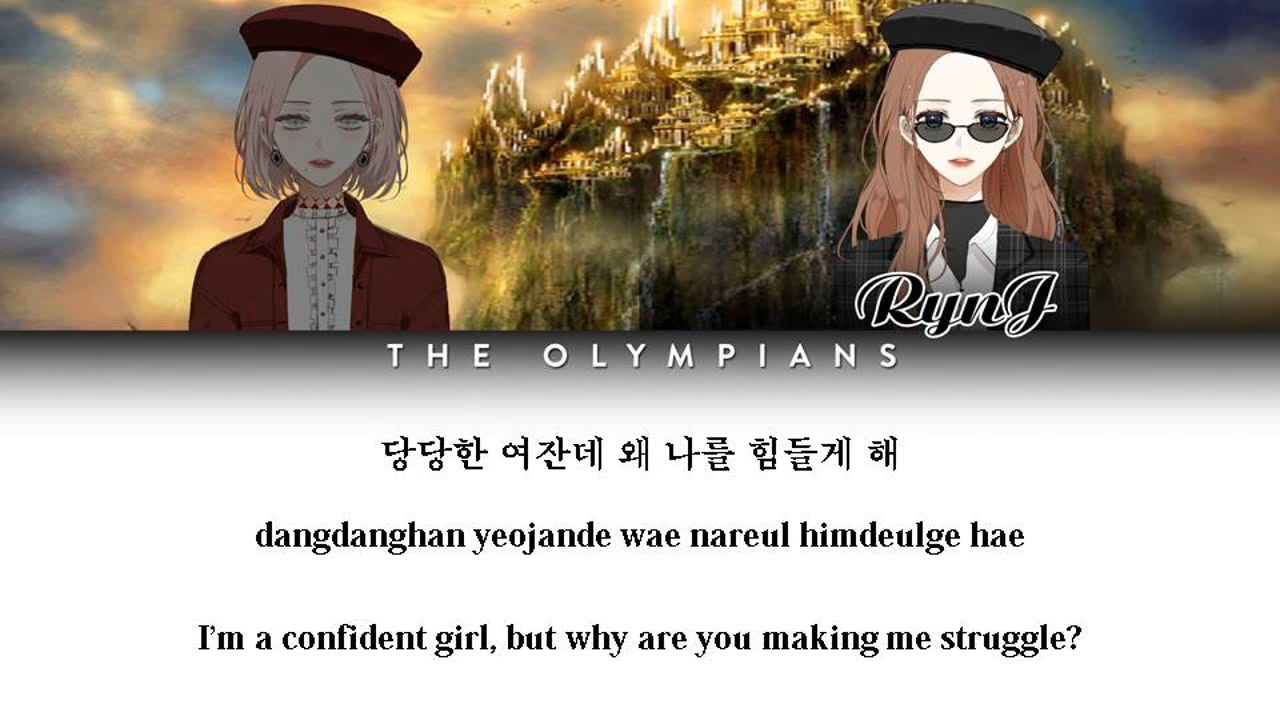 RynJ
THE OLYMPIANS
당당한 여잔데 왜 나를 힘들게 해
dangdanghan yeojande wae nareul himdeulge hae
I'm a confident girl, but why are you making me struggle?